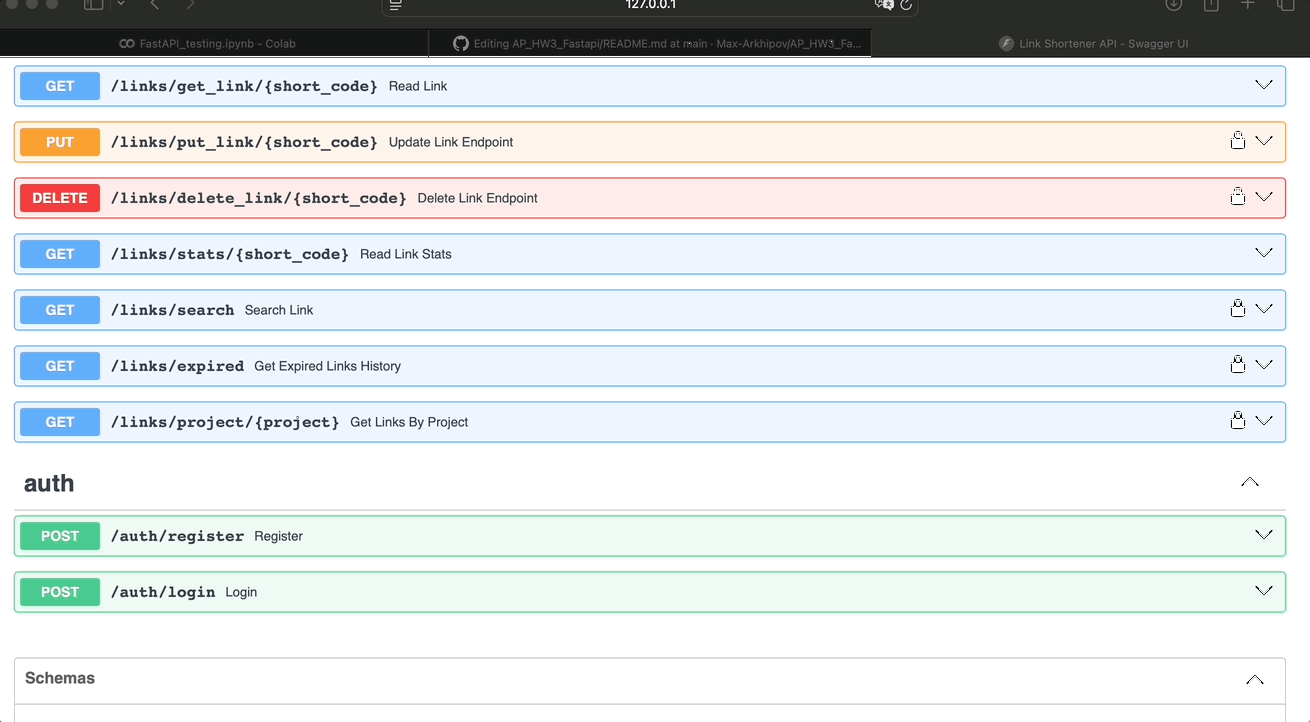 127.0.0.1
FastAPI_testing.ipynb - Colab
Editing AP_HW3_Fastapi/README.md at main · Max-Arkhipov/AP_HW3_Fa...
Link Shortener API - Swagger UI
GET /links/get_link/{short_code} Read Link
PUT /links/put_link/{short_code} Update Link Endpoint
DELETE /links/delete_link/{short_code} Delete Link Endpoint
GET /links/stats/{short_code} Read Link Stats
GET /links/search Search Link
GET /links/expired Get Expired Links History
GET /links/project/{project} Get Links By Project
auth
POST /auth/register Register
POST /auth/login Login
Schemas